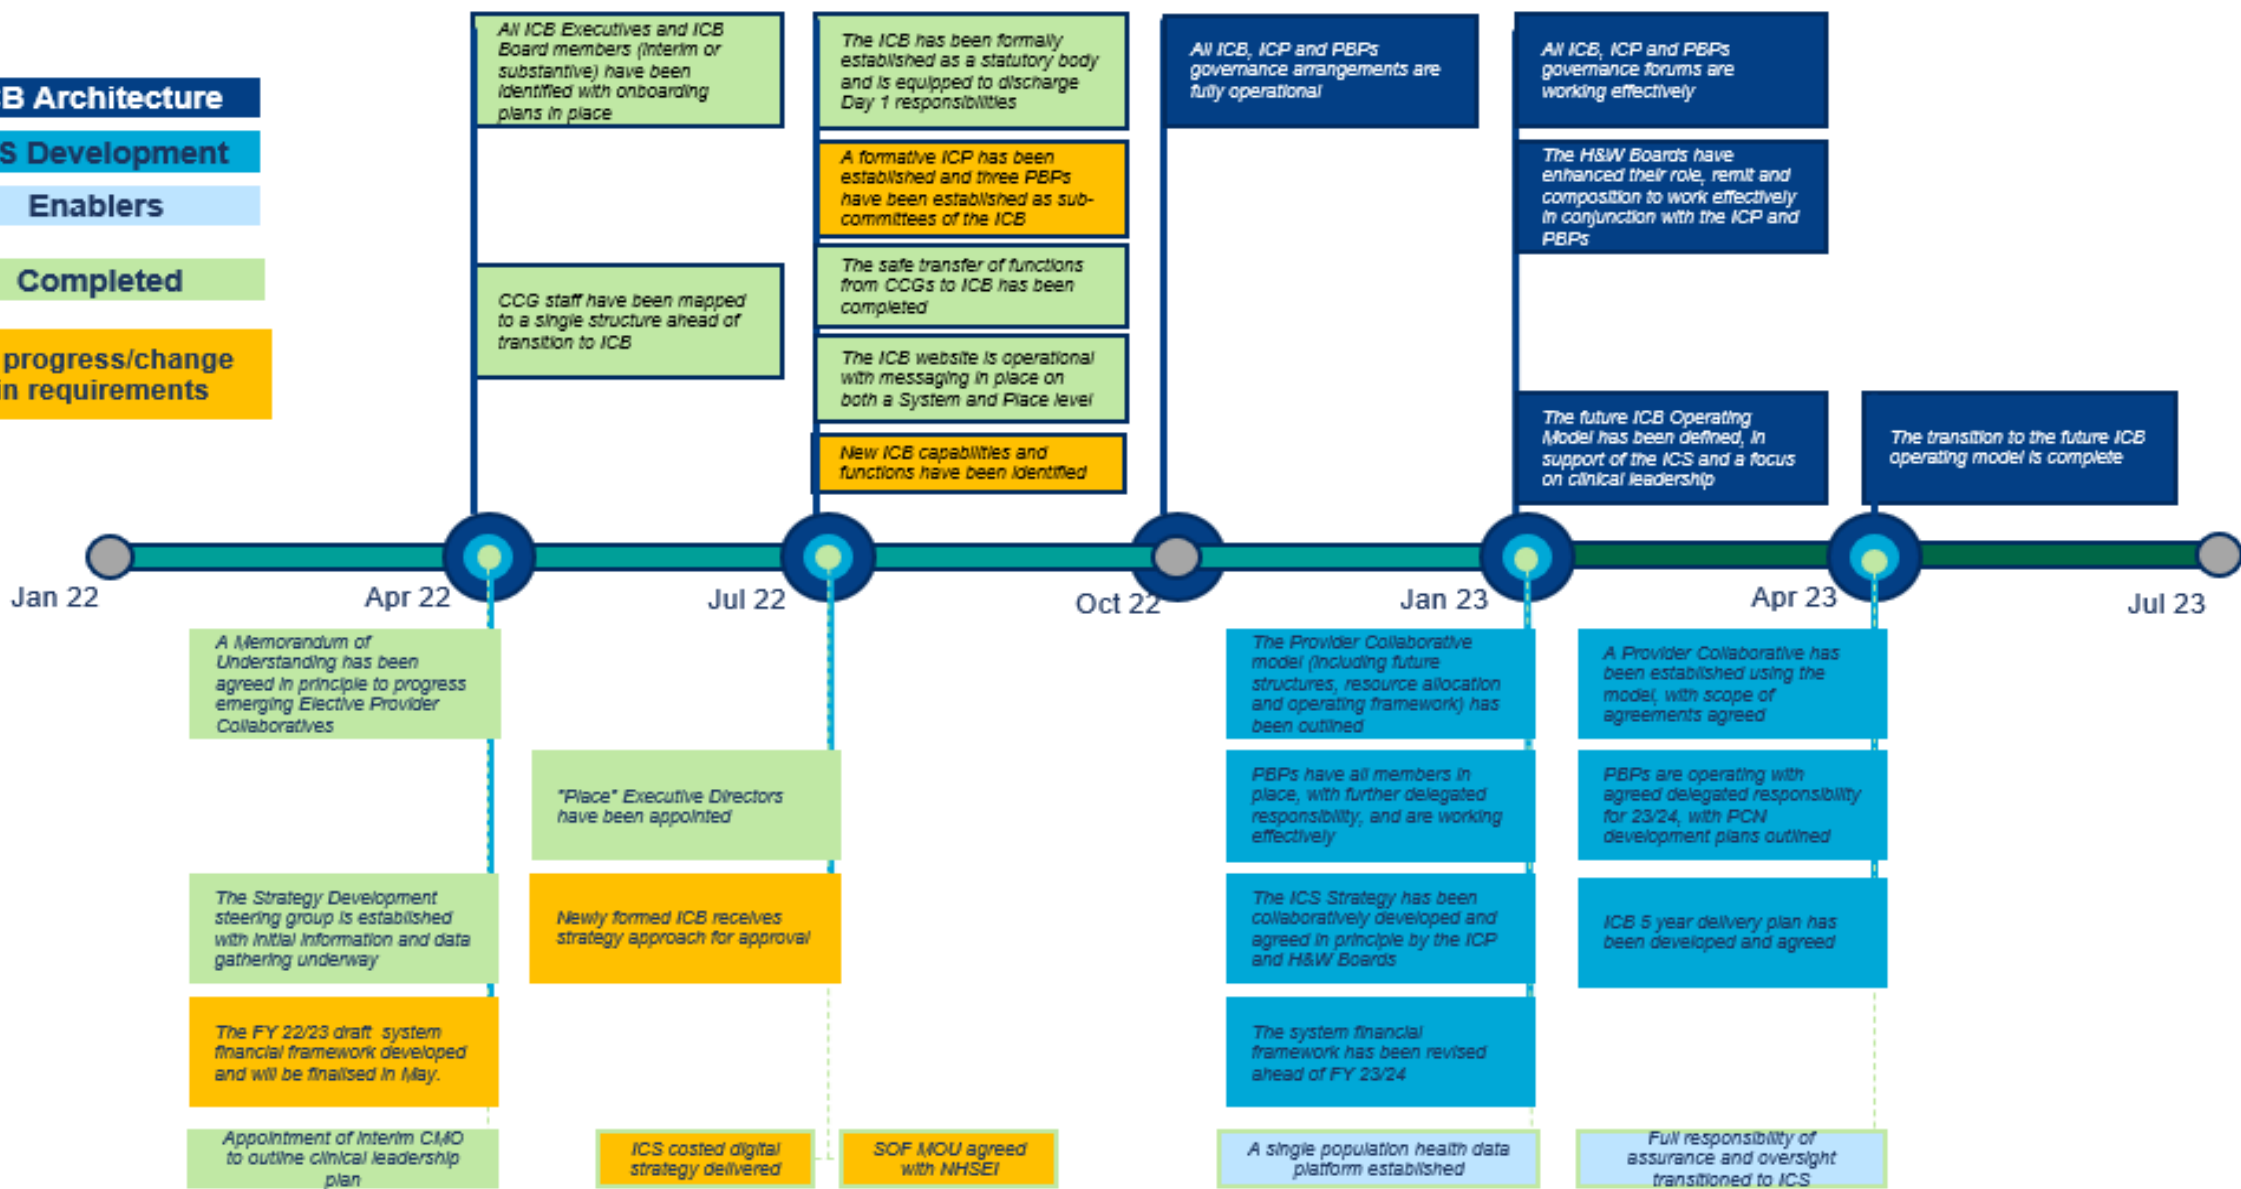 B Architecture
S Development
Enablers
Completed
progress/change
in requirements
All ICB Executives and ICB
Board members (interim or
substantive) have been
identified with onboarding
plans in place
CCG staff have been mapped
to a single structure ahead of
transition to ICB
The ICB has been formally
established as a statutory body
and is equipped to discharge
Day 1 responsibilities
A formative ICP has been
established and three PBPs
have been established as sub-
committees of the ICB
The safe transfer of functions
from CCGs to ICB has been
completed
The ICB website is operational
with messaging in place on
both a System and Place level
New ICB capabilities and
functions have been identified
All ICB, ICP and PBPs
governance arrangements are
fully operational
All ICB, ICP and PBPs
governance forums are
working effectively
The H&W Boards have
enhanced their role, remit and
composition to work effectively
in conjunction with the ICP and
PBPs
The future ICB Operating
Model has been defined, in
support of the ICS and a focus
on clinical leadership
The transition to the future ICB
operating model is complete
Jan 22
Apr 22
Jul 22
Oct 22
Jan 23
Apr 23
Jul 23
A Memorandum of
Understanding has been
agreed in principle to progress
emerging Elective Provider
Collaboratives
The Strategy Development
steering group is established
with initial information and data
gathering underway
The FY 22/23 draft system
financial framework developed
and will be finalised in May.
Appointment of interim CMO
to outline clinical leadership
plan
"Place" Executive Directors
have been appointed
Newly formed ICB receives
strategy approach for approval
ICS costed digital
strategy delivered
SOF MOU agreed
with NHSEI
The Provider Collaborative
model (including future
structures, resource allocation
and operating framework) has
been outlined
PBPs have all members in
place, with further delegated
responsibility, and are working
effectively
The ICS Strategy has been
collaboratively developed and
agreed in principle by the ICP
and H&W Boards
The system financial
framework has been revised
ahead of FY 23/24
A single population health data
platform established
A Provider Collaborative has
been established using the
model, with scope of
agreements agreed
PBPs are operating with
agreed delegated responsibility
for 23/24, with PCN
development plans outlined
ICB 5 year delivery plan has
been developed and agreed
Full responsibility of
assurance and oversight
transitioned to ICS